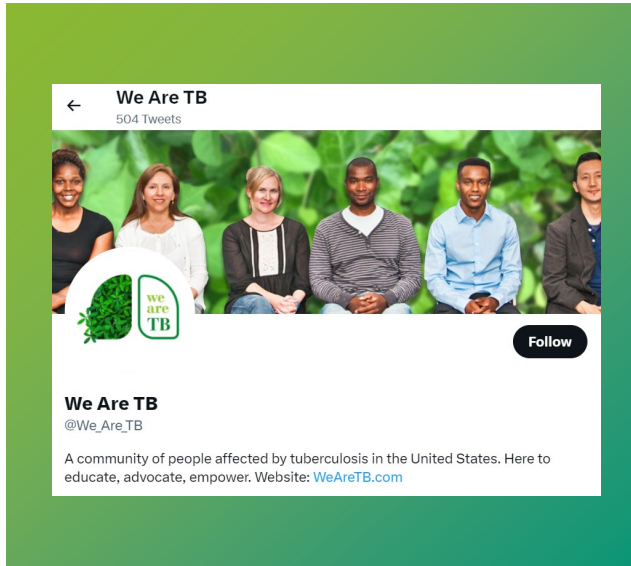 We Are TB
504 Tweets
we
are
TB
Follow
We Are TB
@We_Are_TB
A community of people affected by tuberculosis in the United States. Here to
educate, advocate, empower. Website: WeAreTB.com